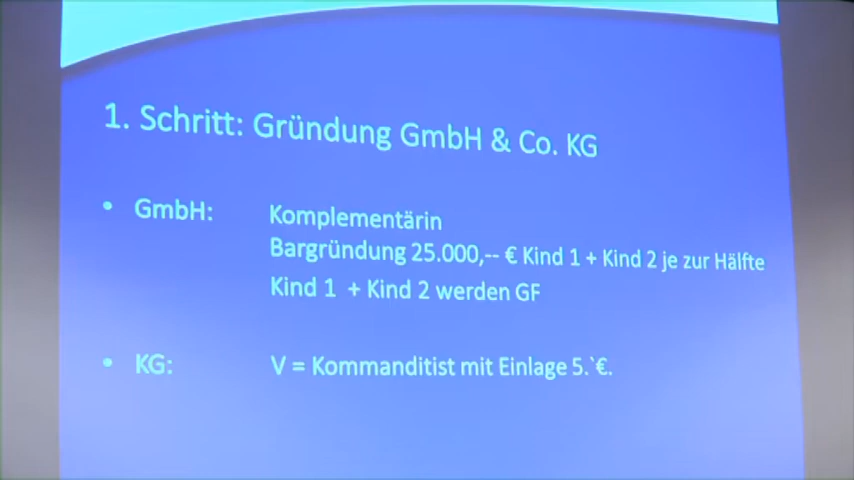 1. Schritt: Gründung GmbH & Co. KG
• GmbH: Komplementärin
Bargründung 25.000,-- € Kind 1 + Kind 2 je zur Hälfte
Kind 1 + Kind 2 werden GF
• KG: V = Kommanditist mit Einlage 5.`€.